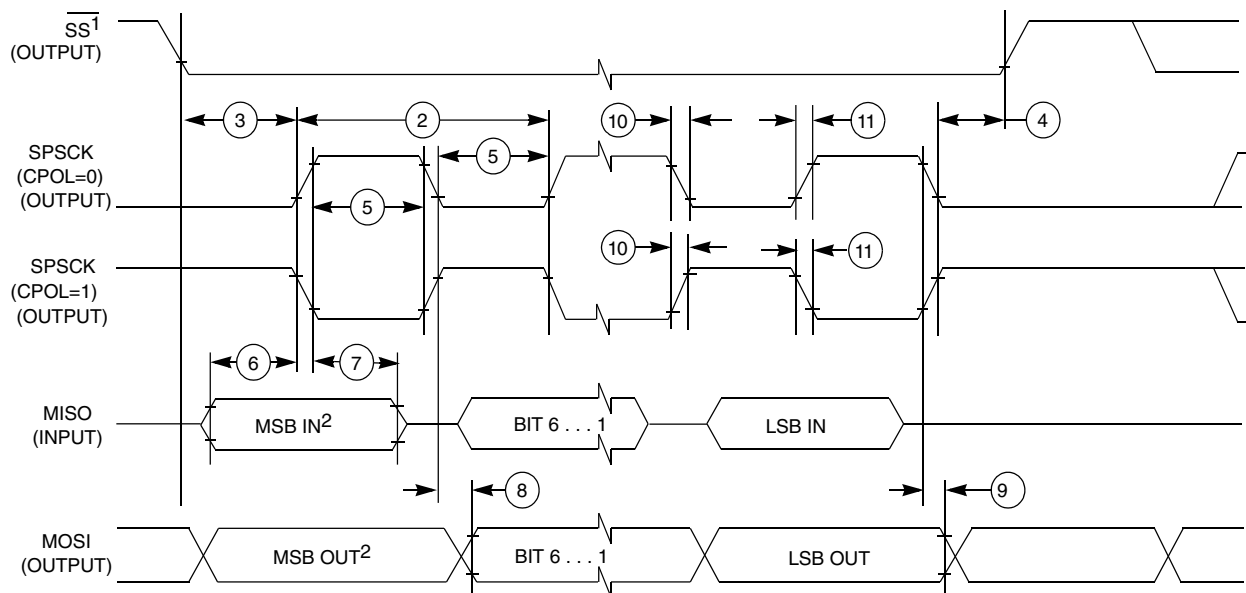 SS1
(OUTPUT)
3
2
10
11
4
SPSCK
(CPOL=0)
(OUTPUT)
5
5
SPSCK
(CPOL=1)
(OUTPUT)
10
11
6
7
MISO
(INPUT)
MSB IN2
BIT 6 . . . 1
LSB IN
8
9
MOSI
(OUTPUT)
MSB OUT2
BIT 6 . . . 1
LSB OUT